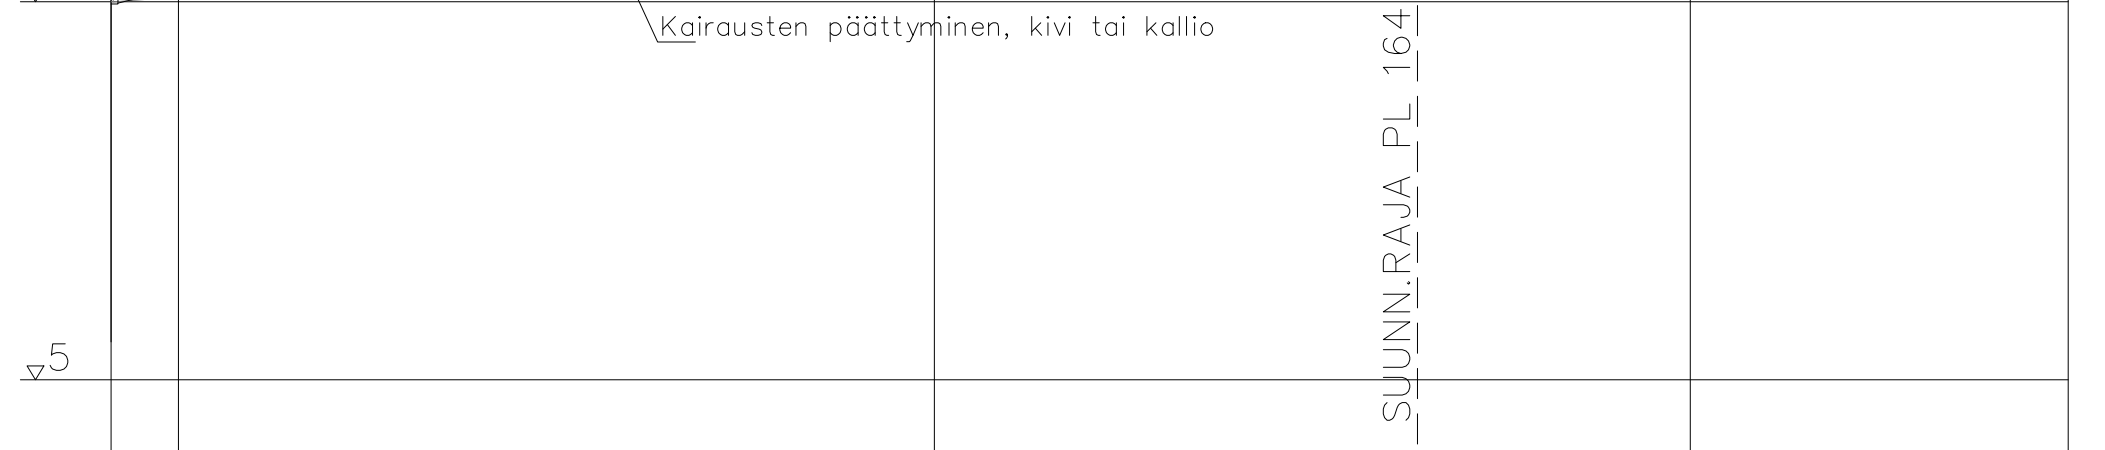 Kairausten päättyminen, kivi tai kallio
SUUNN.RAJA PL 164
5